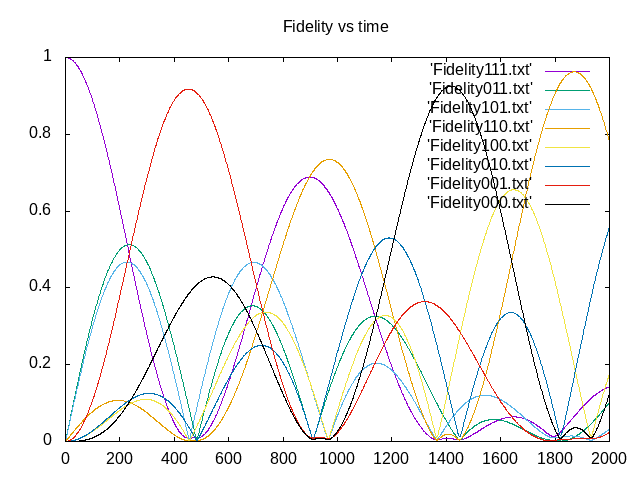 Fidelity vs time
1
0.8
0.6
0.4
0.2
0
0 200 400 600 800 1000 1200 1400 1600 1800 2000
'Fidelity111.txt'
'Fidelity011.txt'
'Fidelity101.txt'
'Fidelity110.txt'
'Fidelity100.txt'
'Fidelity010.txt'
'Fidelity001.txt'
'Fidelity000.txt'